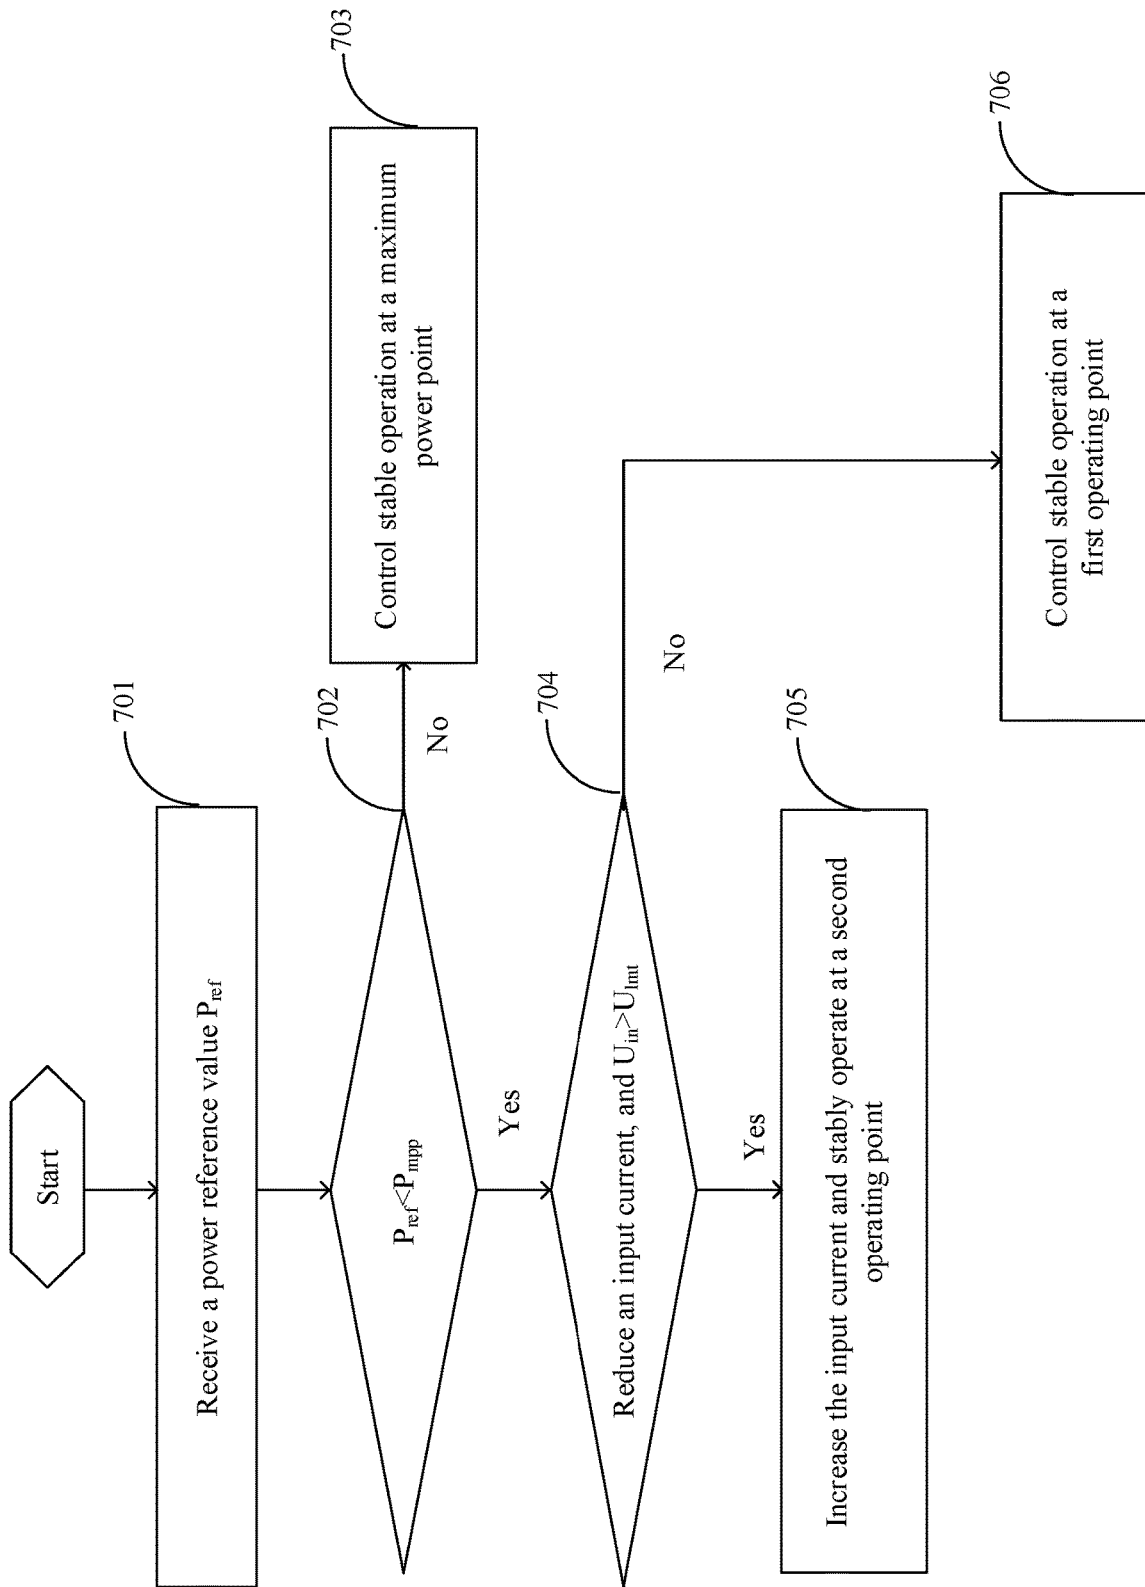 Start
Receive a power reference value Pref
701
Pref<Pmpp
702
No
Control stable operation at a maximum
power point
703
Yes
Reduce an input current, and Uin>Ulmt
704
No
Yes
Increase the input current and stably operate at a second
operating point
705
Control stable operation at a
first operating point
706